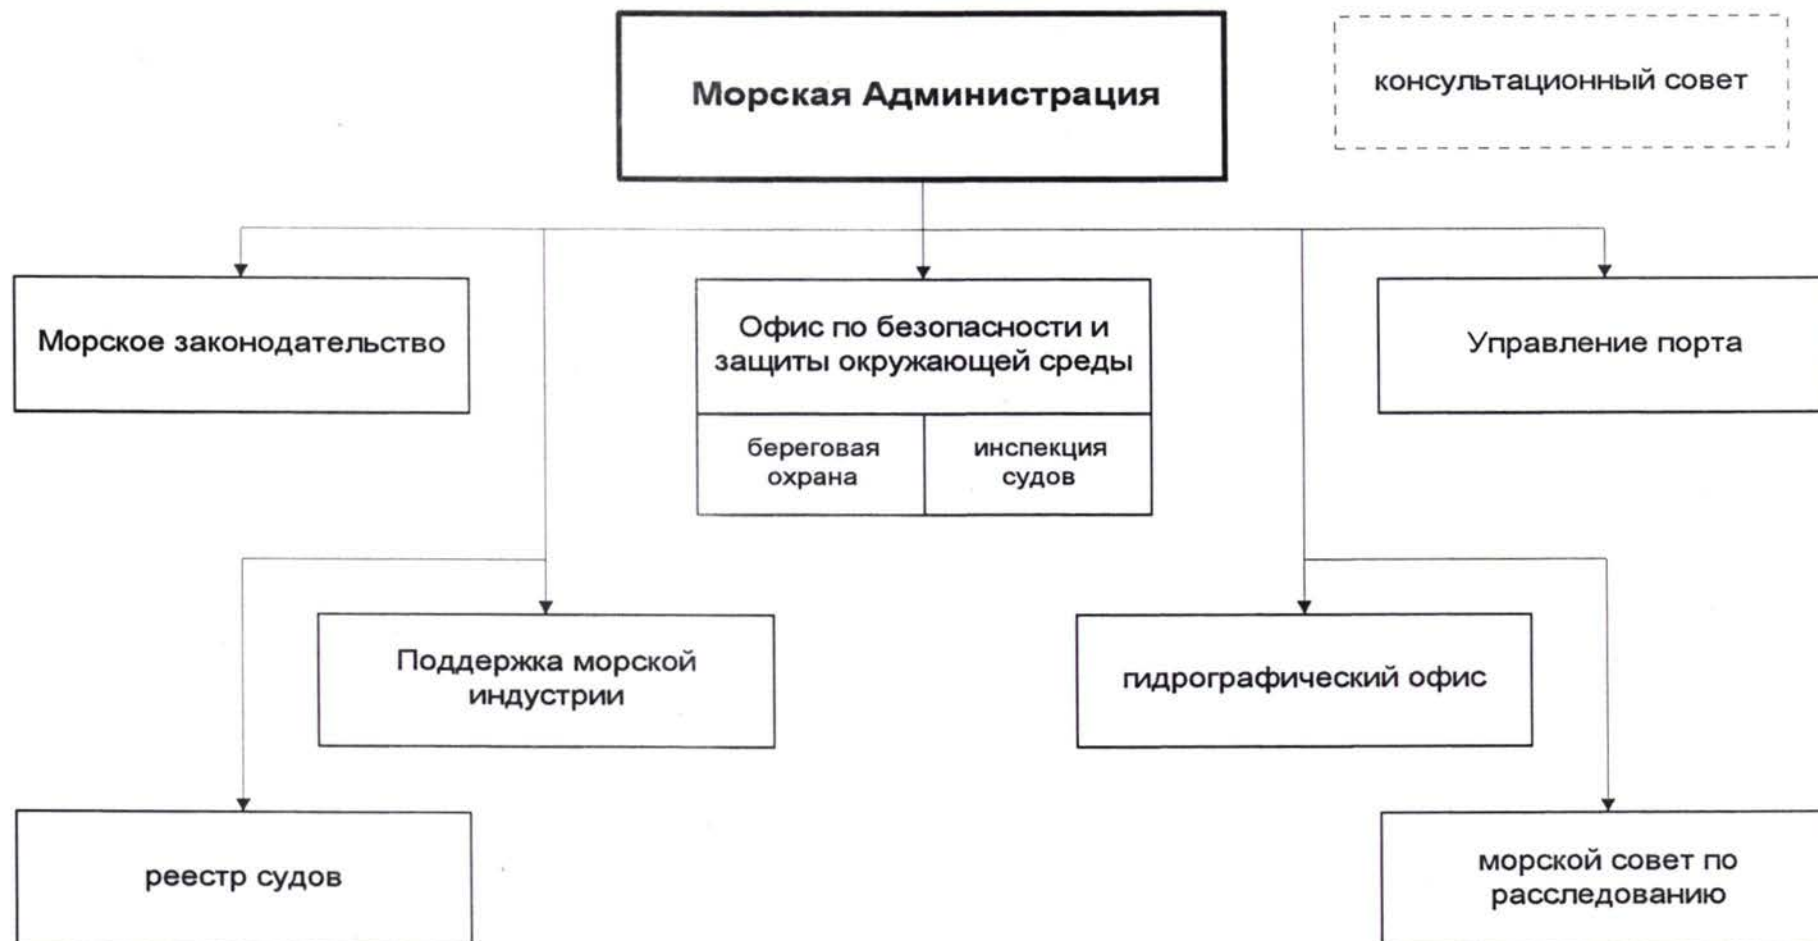 Морская Администрация
консультационный совет
Морское законодательство
Офис по безопасности и
защиты окружающей среды
Управление порта
береговая
охрана
инспекция
судов
Поддержка морской
индустрии
гидрографический офис
реестр судов
морской совет по
расследованию